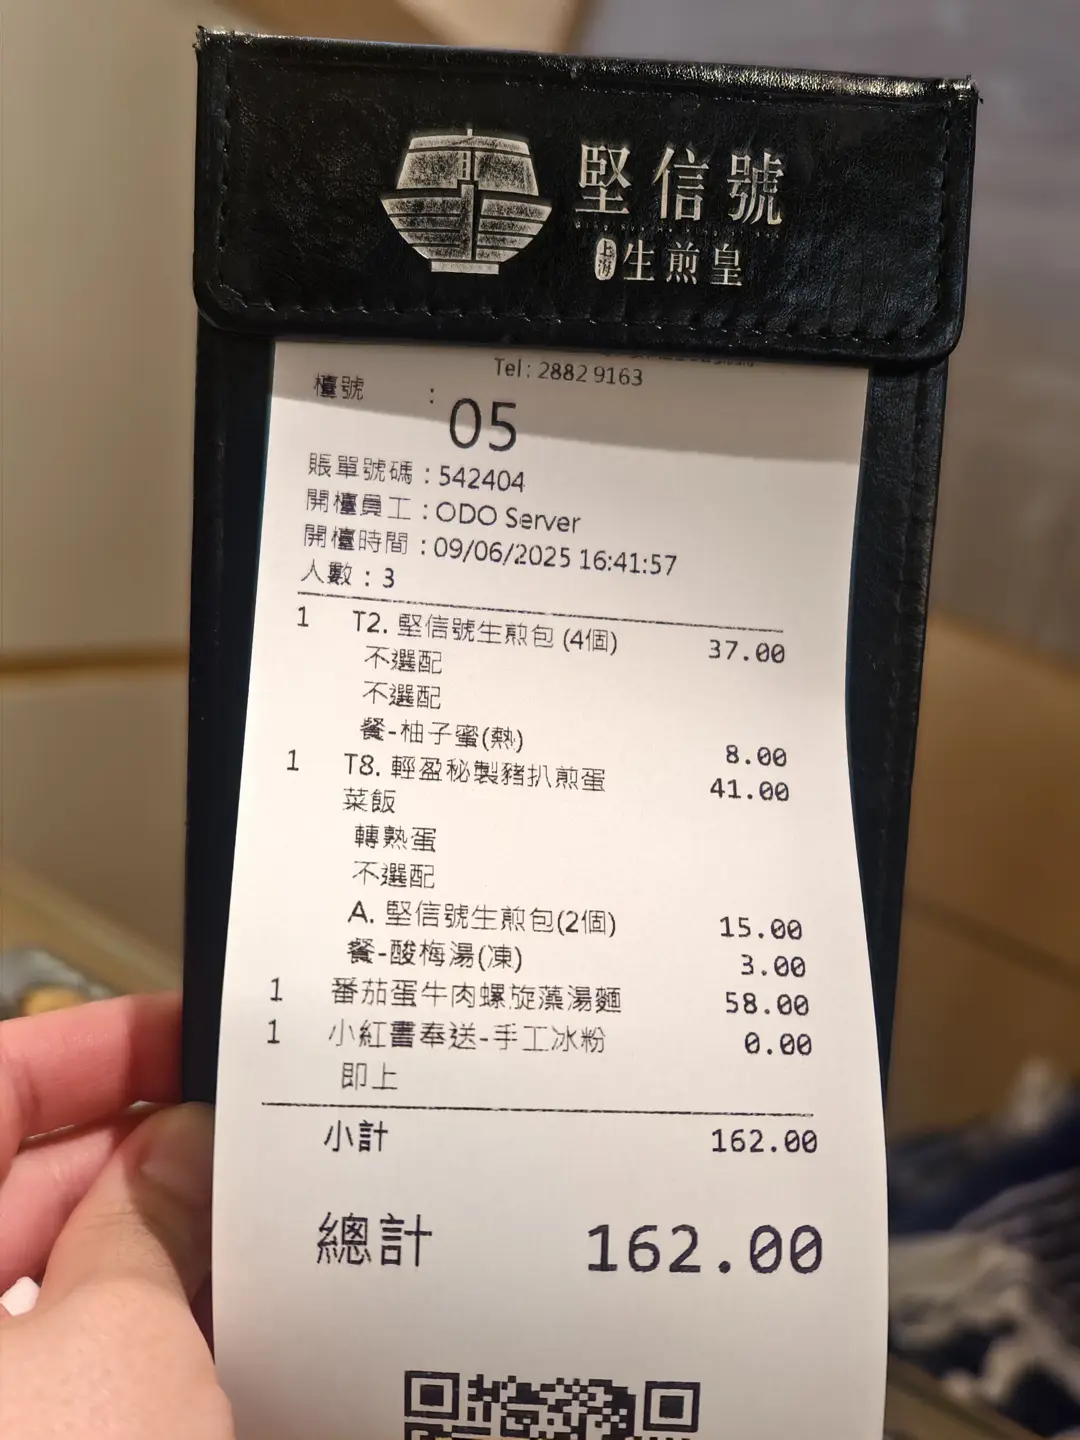 堅信號
上海生煎皇
Tel : 2882 9163
檯號 : 05
賬單號碼 : 542404
開檯員工 : ODO Server
開檯時間 : 09/06/2025 16:41:57
人數 : 3
1 T2. 堅信號生煎包 (4個) 37.00
不選配
不選配
餐-柚子蜜(熱) 8.00
1 T8. 輕盈秘製豬扒煎蛋 41.00
菜飯
轉熟蛋
不選配
A. 堅信號生煎包(2個) 15.00
餐-酸梅湯(凍) 3.00
1 番茄蛋牛肉螺旋藻湯麵 58.00
1 小紅書奉送-手工冰粉 0.00
即上
小計 162.00
總計 162.00